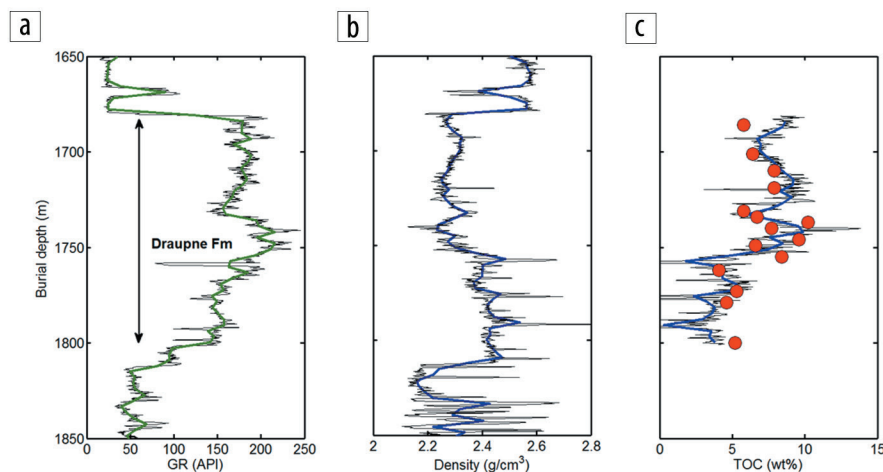 a
b
c
1650
1700
1750
1800
1850
Burial depth (m)
Draupne Fm
0 50 100 150 200 250
GR (API)
2 2.2 2.4 2.6 2.8
Density (g/cm³)
0 5 10 15
TOC (wt%)